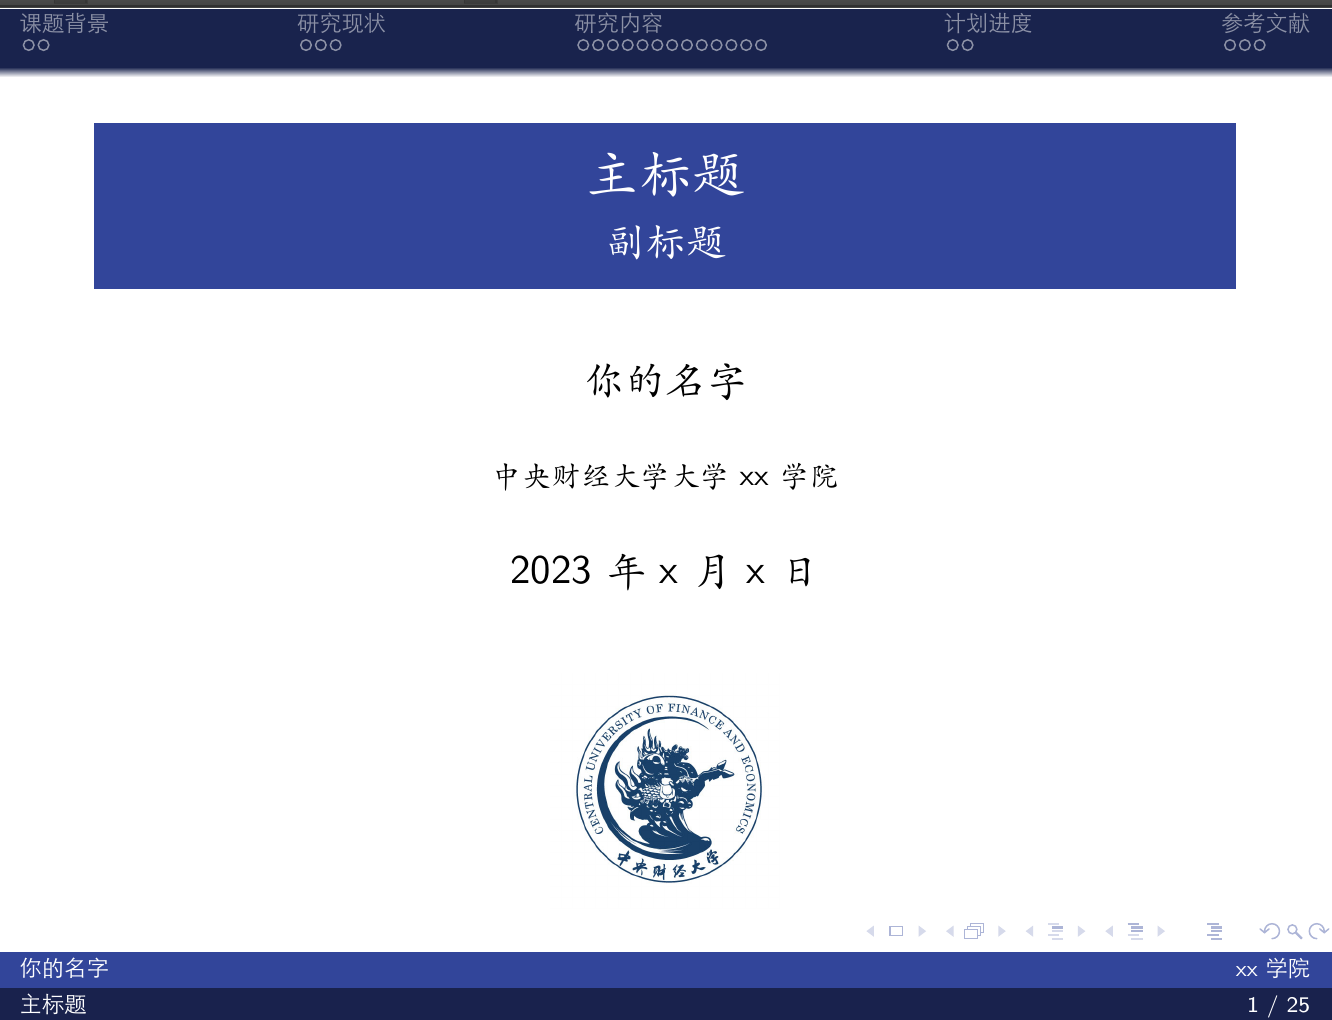 课题背景 研究现状 研究内容 计划进度 参考文献
主标题
副标题
你的名字
中央财经大学大学 xx 学院
2023 年 x 月 x 日
CENTRAL UNIVERSITY OF FINANCE AND ECONOMICS
中央财经大学
你的名字 xx 学院
主标题 1 / 25